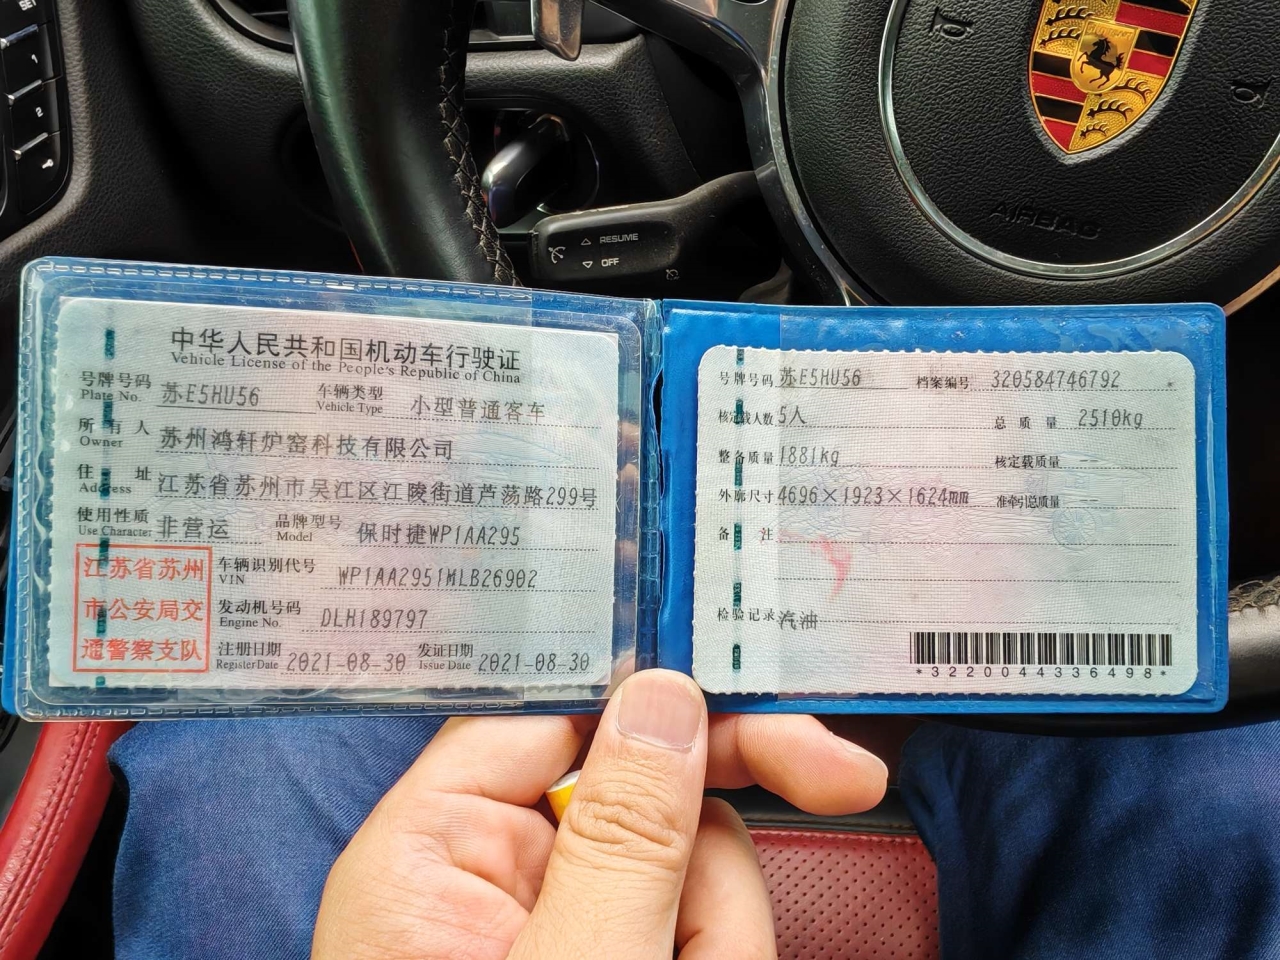 SET
1
2
RESUME
OFF
AIRBAG
中华人民共和国机动车行驶证
Vehicle License of the People's Republic of China
号牌号码 苏E5HU56 车辆类型 小型普通客车
Plate No. Vehicle Type
所有人 苏州鸿轩炉窑科技有限公司
Owner
住址 江苏省苏州市吴江区江陵街道芦荡路299号
Address
使用性质 非营运 品牌型号 保时捷WP1AA295
Use Character Model
江苏省苏州
市公安局交
通警察支队
车辆识别代号 WP1AA2951MLB26902
VIN
发动机号码 DLH189797
Engine No.
注册日期 2021-08-30 发证日期 2021-08-30
Register Date Issue Date
号牌号码 苏E5HU56 档案编号 320584746792 *
核定载人数 5人 总质量 2510kg
整备质量 1881kg 核定载质量 --
外廓尺寸 4696×1923×1624mm 准牵引总质量 --
备注
检验记录 汽油
*3220044336498*